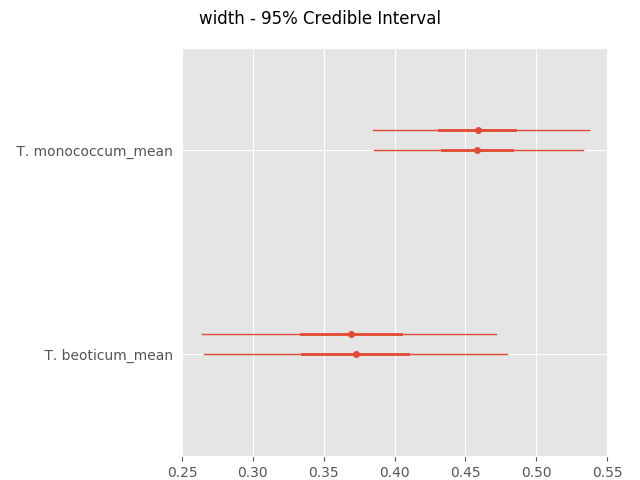 width - 95% Credible Interval
T. monococcum_mean
T. beoticum_mean
0.25 0.30 0.35 0.40 0.45 0.50 0.55